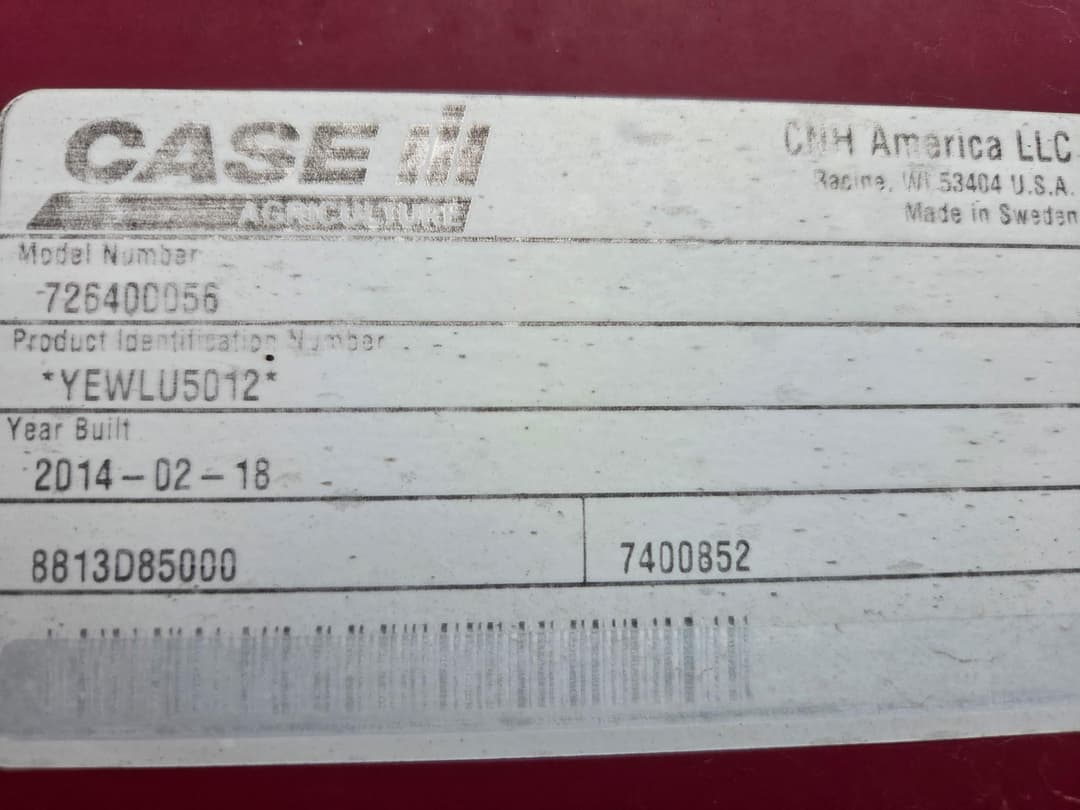 CASE IH
AGRICULTURE
CNH America LLC
Racine, WI 53404 U.S.A.
Made in Sweden
Model Number
726400056
Product Identification Number
*YEWLU5012*
Year Built
2014-02-18
8813D85000
7400852